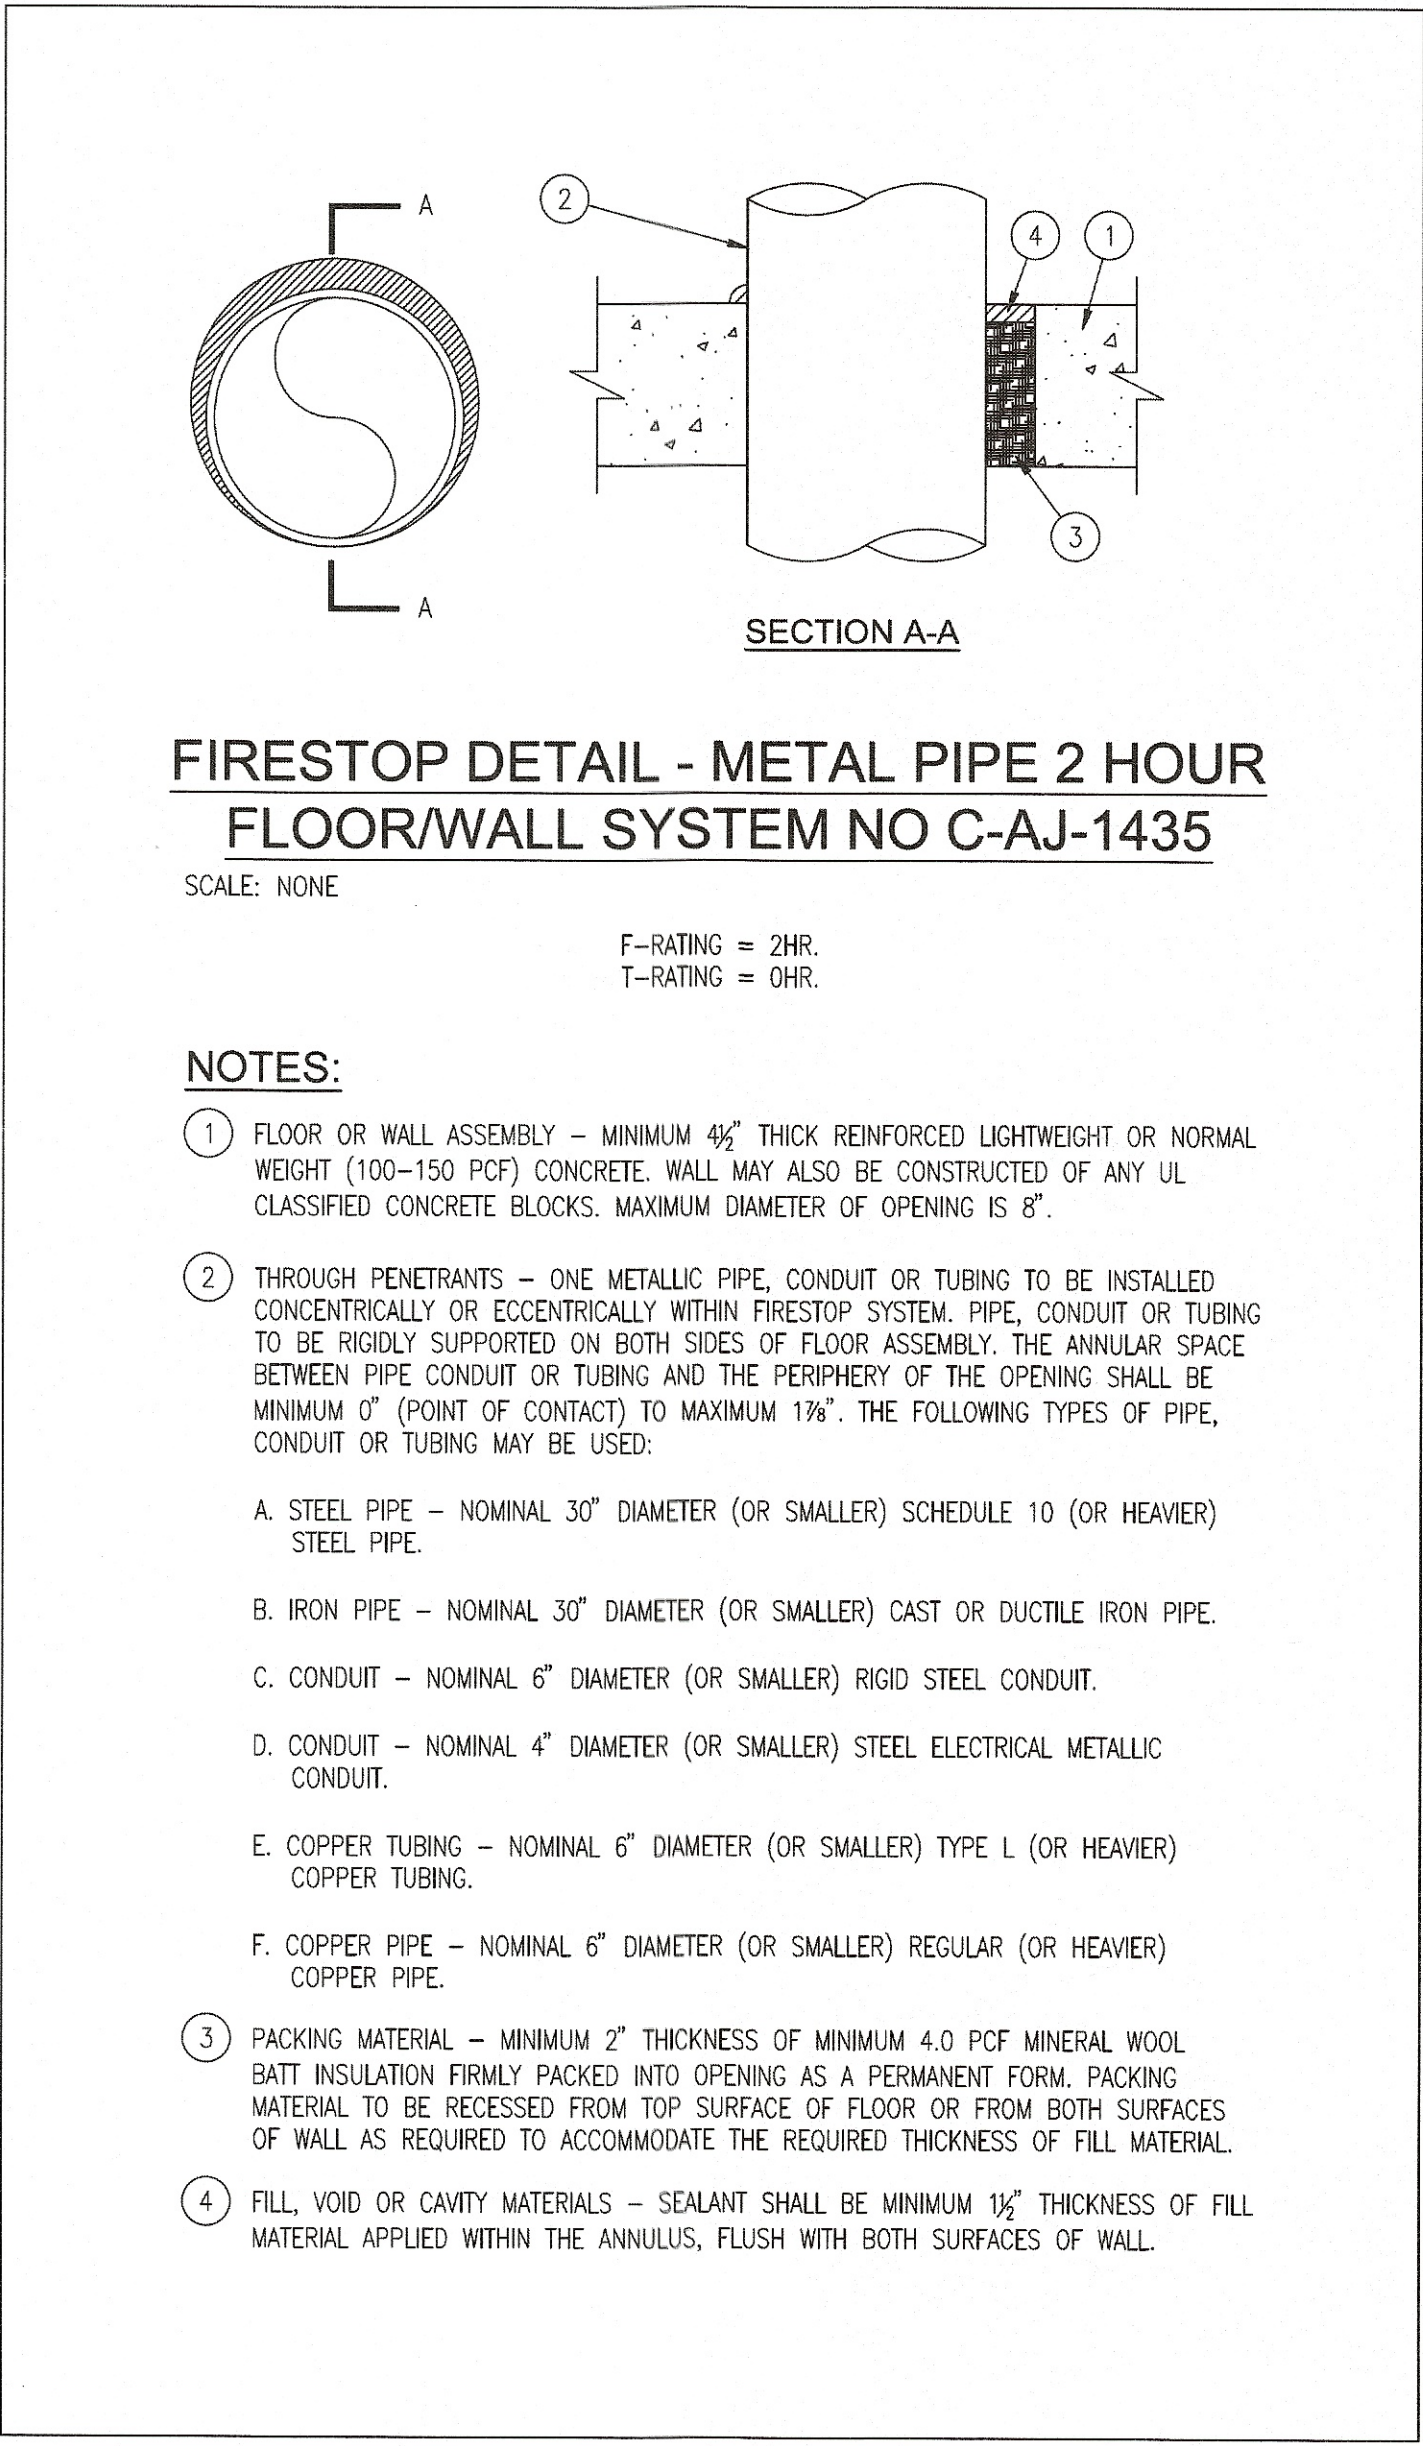 A
2
4
1
3
A
SECTION A-A
FIRESTOP DETAIL - METAL PIPE 2 HOUR
FLOOR/WALL SYSTEM NO C-AJ-1435
SCALE: NONE
F-RATING = 2HR.
T-RATING = 0HR.
NOTES:
1 FLOOR OR WALL ASSEMBLY - MINIMUM 4½" THICK REINFORCED LIGHTWEIGHT OR NORMAL
WEIGHT (100-150 PCF) CONCRETE. WALL MAY ALSO BE CONSTRUCTED OF ANY UL
CLASSIFIED CONCRETE BLOCKS. MAXIMUM DIAMETER OF OPENING IS 8".
2 THROUGH PENETRANTS - ONE METALLIC PIPE, CONDUIT OR TUBING TO BE INSTALLED
CONCENTRICALLY OR ECCENTRICALLY WITHIN FIRESTOP SYSTEM. PIPE, CONDUIT OR TUBING
TO BE RIGIDLY SUPPORTED ON BOTH SIDES OF FLOOR ASSEMBLY. THE ANNULAR SPACE
BETWEEN PIPE CONDUIT OR TUBING AND THE PERIPHERY OF THE OPENING SHALL BE
MINIMUM 0" (POINT OF CONTACT) TO MAXIMUM 1⅞". THE FOLLOWING TYPES OF PIPE,
CONDUIT OR TUBING MAY BE USED:
A. STEEL PIPE - NOMINAL 30" DIAMETER (OR SMALLER) SCHEDULE 10 (OR HEAVIER)
STEEL PIPE.
B. IRON PIPE - NOMINAL 30" DIAMETER (OR SMALLER) CAST OR DUCTILE IRON PIPE.
C. CONDUIT - NOMINAL 6" DIAMETER (OR SMALLER) RIGID STEEL CONDUIT.
D. CONDUIT - NOMINAL 4" DIAMETER (OR SMALLER) STEEL ELECTRICAL METALLIC
CONDUIT.
E. COPPER TUBING - NOMINAL 6" DIAMETER (OR SMALLER) TYPE L (OR HEAVIER)
COPPER TUBING.
F. COPPER PIPE - NOMINAL 6" DIAMETER (OR SMALLER) REGULAR (OR HEAVIER)
COPPER PIPE.
3 PACKING MATERIAL - MINIMUM 2" THICKNESS OF MINIMUM 4.0 PCF MINERAL WOOL
BATT INSULATION FIRMLY PACKED INTO OPENING AS A PERMANENT FORM. PACKING
MATERIAL TO BE RECESSED FROM TOP SURFACE OF FLOOR OR FROM BOTH SURFACES
OF WALL AS REQUIRED TO ACCOMMODATE THE REQUIRED THICKNESS OF FILL MATERIAL.
4 FILL, VOID OR CAVITY MATERIALS - SEALANT SHALL BE MINIMUM 1½" THICKNESS OF FILL
MATERIAL APPLIED WITHIN THE ANNULUS, FLUSH WITH BOTH SURFACES OF WALL.